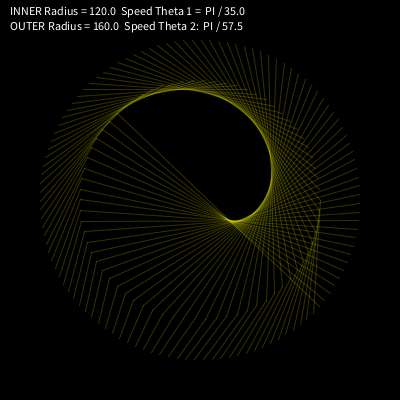 INNER Radius = 120.0  Speed Theta 1 =  PI / 35.0
OUTER Radius = 160.0  Speed Theta 2:  PI / 57.5